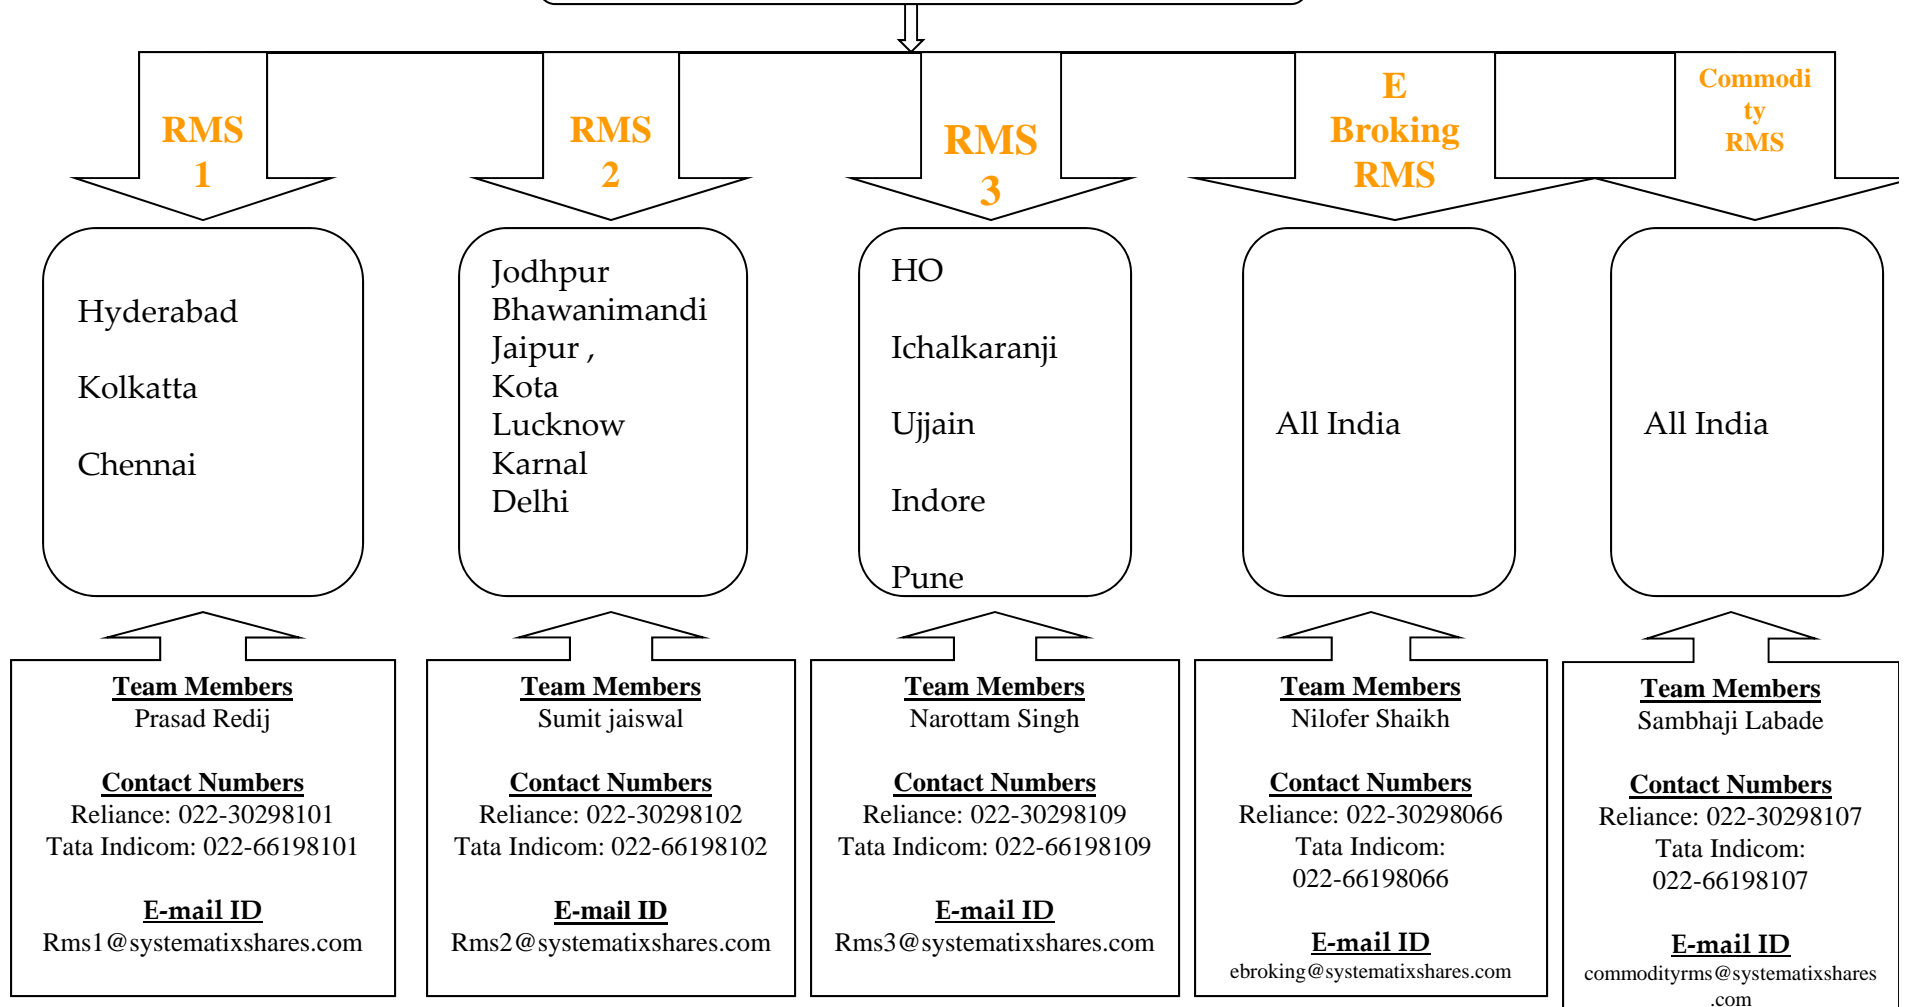 RMS
1
RMS
2
RMS
3
E
Broking
RMS
Commodi
ty
RMS
Hyderabad
Kolkatta
Chennai
Jodhpur
Bhawanimandi
Jaipur ,
Kota
Lucknow
Karnal
Delhi
HO
Ichalkaranji
Ujjain
Indore
Pune
All India
All India
Team Members
Prasad Redij
Contact Numbers
Reliance: 022-30298101
Tata Indicom: 022-66198101
E-mail ID
Rms1@systematixshares.com
Team Members
Sumit jaiswal
Contact Numbers
Reliance: 022-30298102
Tata Indicom: 022-66198102
E-mail ID
Rms2@systematixshares.com
Team Members
Narottam Singh
Contact Numbers
Reliance: 022-30298109
Tata Indicom: 022-66198109
E-mail ID
Rms3@systematixshares.com
Team Members
Nilofer Shaikh
Contact Numbers
Reliance: 022-30298066
Tata Indicom:
022-66198066
E-mail ID
ebroking@systematixshares.com
Team Members
Sambhaji Labade
Contact Numbers
Reliance: 022-30298107
Tata Indicom:
022-66198107
E-mail ID
commodityrms@systematixshares
.com